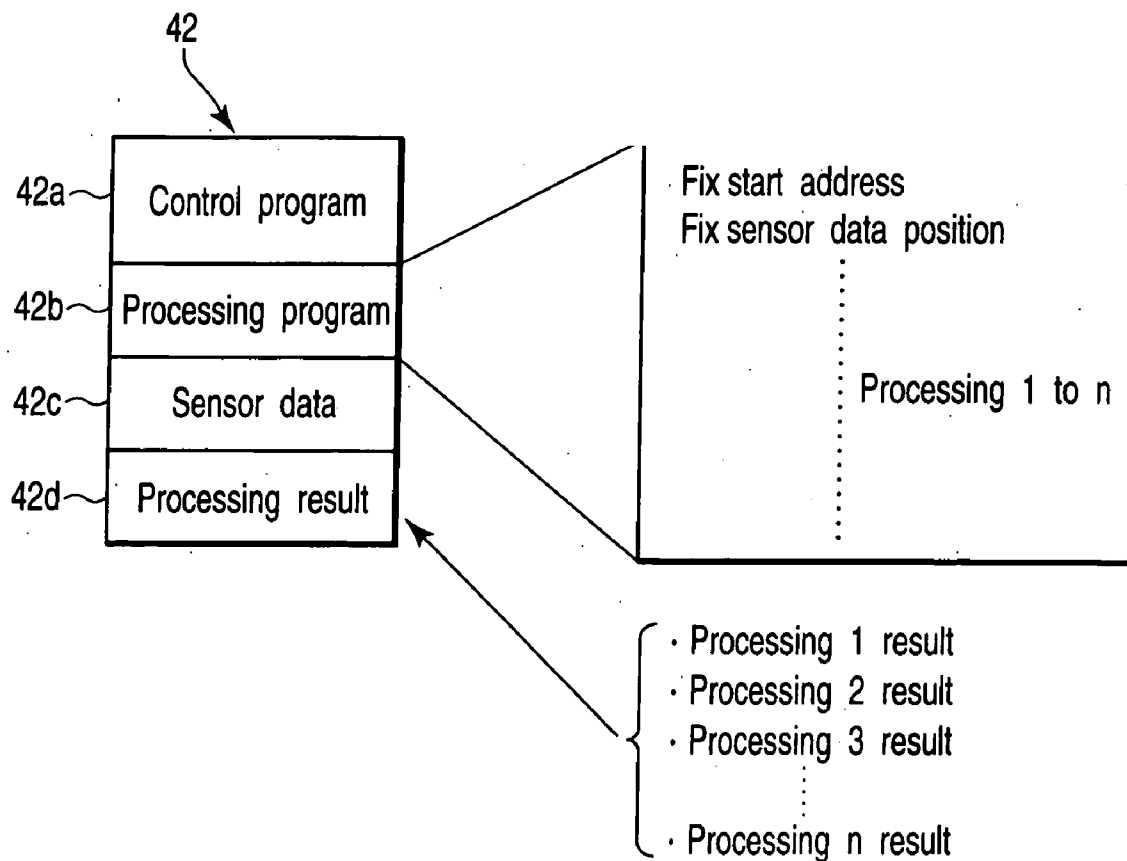 42
42a
Control program
42b
Processing program
42c
Sensor data
42d
Processing result
Fix start address
Fix sensor data position
Processing 1 to n
· Processing 1 result
· Processing 2 result
· Processing 3 result
· Processing n result